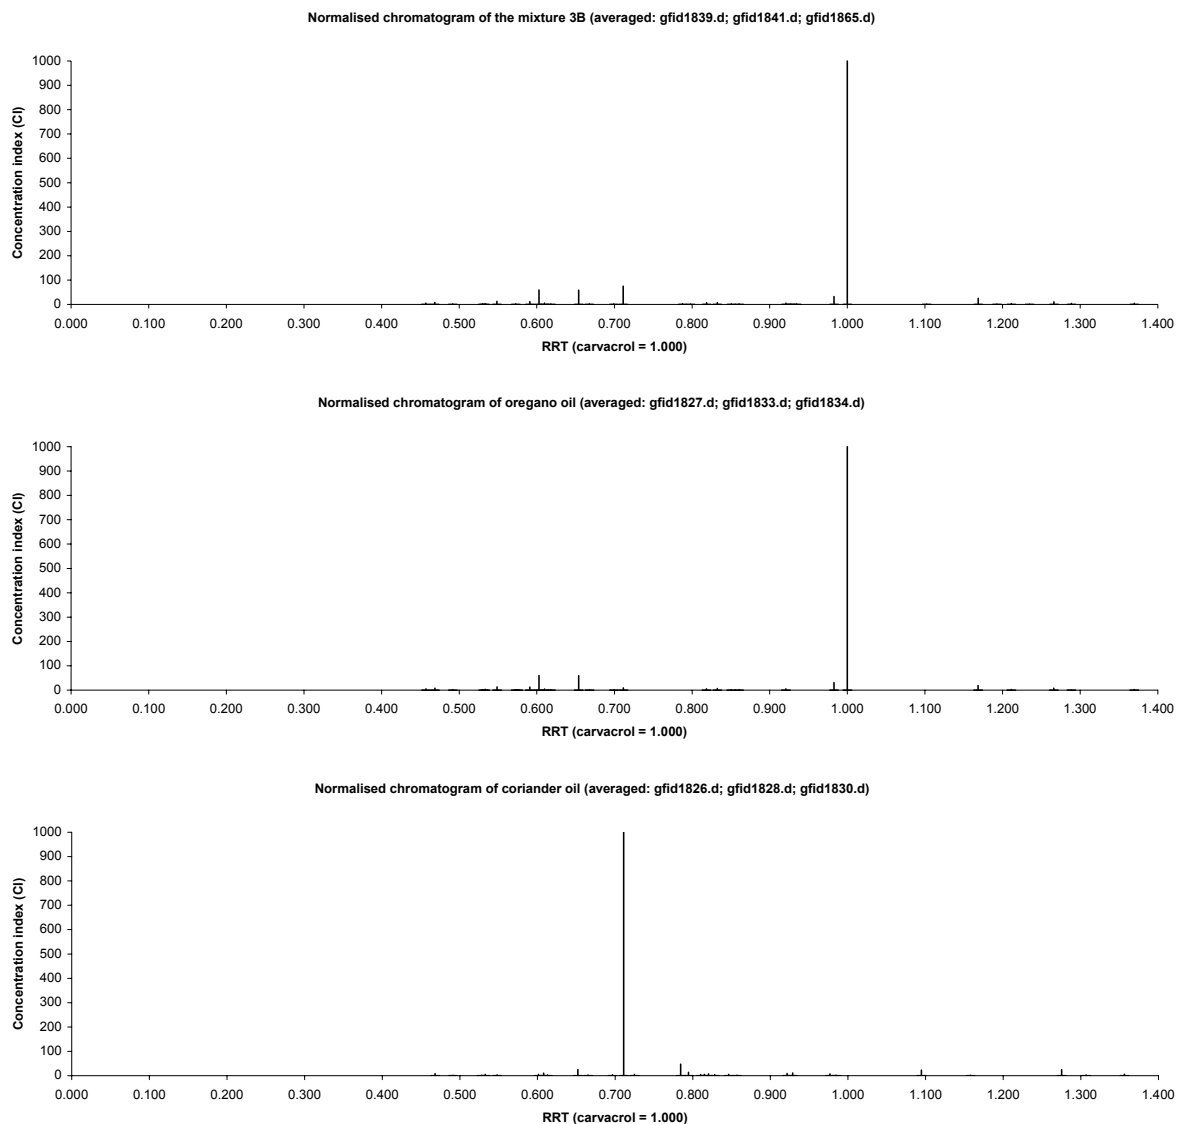 Normalised chromatogram of the mixture 3B (averaged: gfid1839.d; gfid1841.d; gfid1865.d)
Concentration index (CI)
1000
900
800
700
600
500
400
300
200
100
0
0.000 0.100 0.200 0.300 0.400 0.500 0.600 0.700 0.800 0.900 1.000 1.100 1.200 1.300 1.400
RRT (carvacrol = 1.000)
Normalised chromatogram of oregano oil (averaged: gfid1827.d; gfid1833.d; gfid1834.d)
Concentration index (CI)
1000
900
800
700
600
500
400
300
200
100
0
0.000 0.100 0.200 0.300 0.400 0.500 0.600 0.700 0.800 0.900 1.000 1.100 1.200 1.300 1.400
RRT (carvacrol = 1.000)
Normalised chromatogram of coriander oil (averaged: gfid1826.d; gfid1828.d; gfid1830.d)
Concentration index (CI)
1000
900
800
700
600
500
400
300
200
100
0
0.000 0.100 0.200 0.300 0.400 0.500 0.600 0.700 0.800 0.900 1.000 1.100 1.200 1.300 1.400
RRT (carvacrol = 1.000)